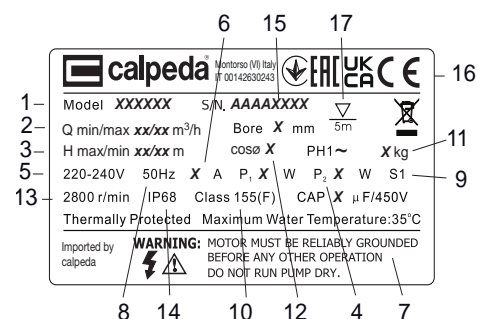 6 15 17
calpeda Montorso (VI) Italy
IT 00142630243 EAC UK CA CE
16
1 Model XXXXXX S/N. AAAAXXXX
2 Q min/max xx/xx m³/h Bore X mm 5m
3 H max/min xx/xx m cosø X PH1~ X kg 11
5 220-240V 50Hz X A P₁ X W P₂ X W S1 9
13 2800 r/min IP68 Class 155(F) CAP X µF/450V
Thermally Protected Maximum Water Temperature:35°C
Imported by
calpeda
WARNING: MOTOR MUST BE RELIABLY GROUNDED
BEFORE ANY OTHER OPERATION
DO NOT RUN PUMP DRY.
8 14 10 12 4 7